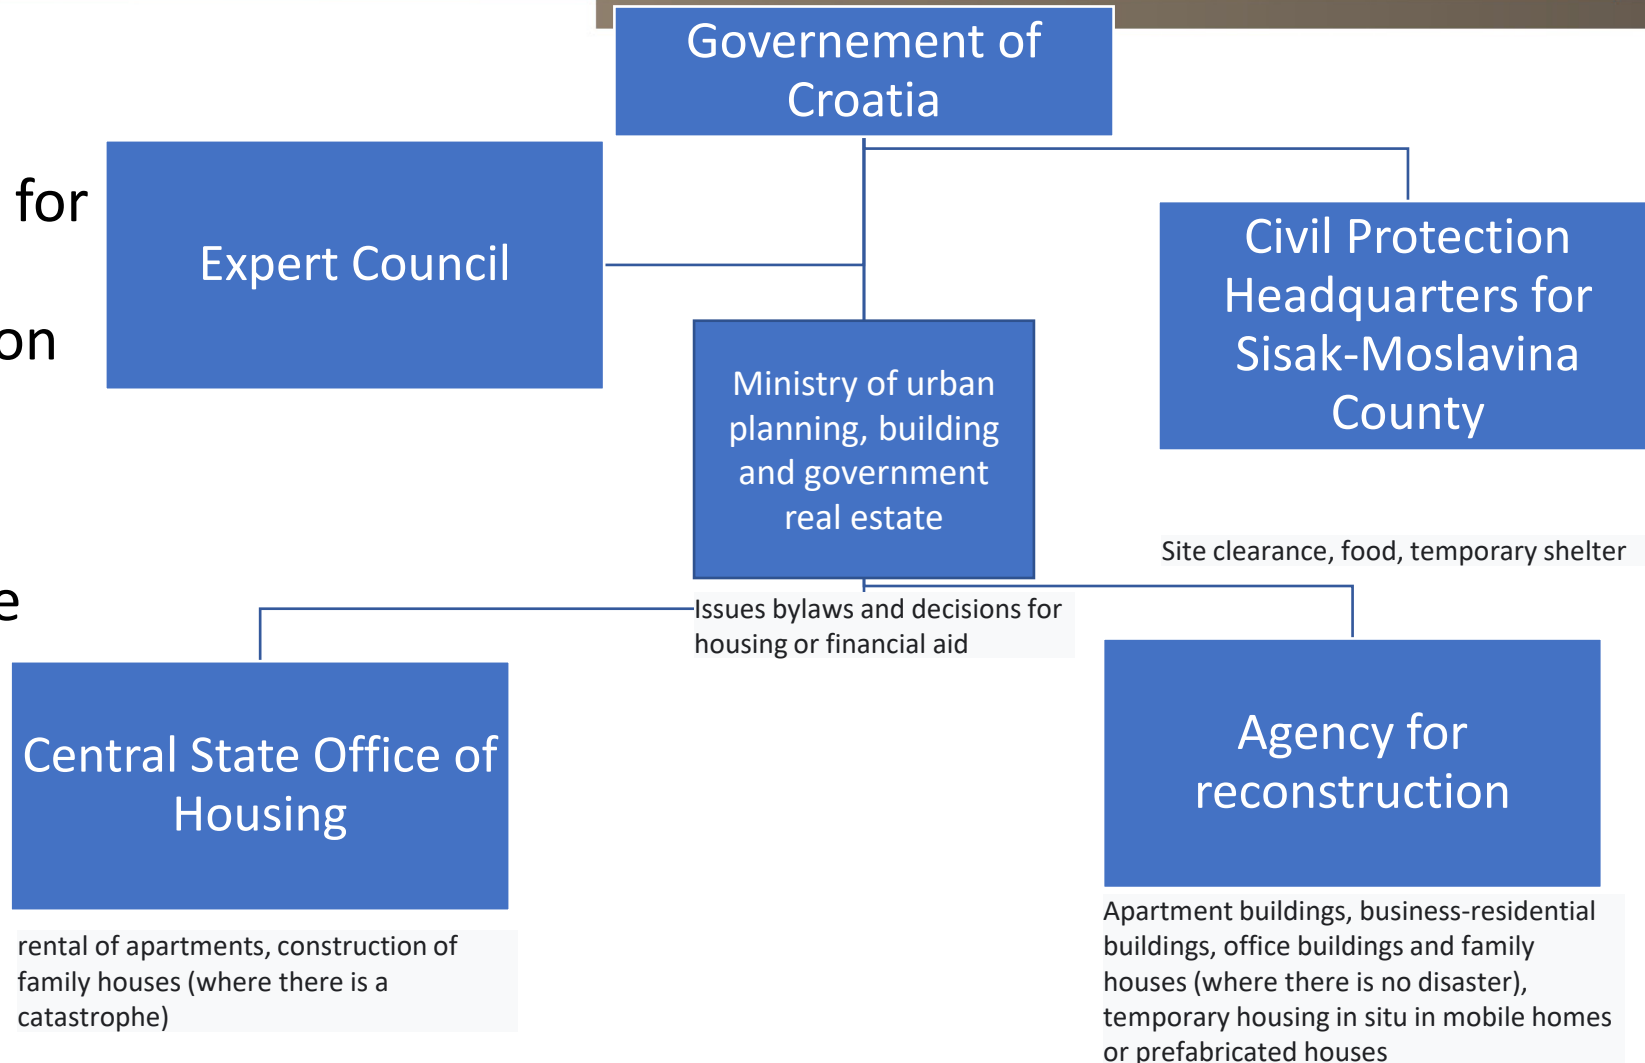 Governement of
Croatia
for
on
e
Expert Council
Civil Protection
Headquarters for
Sisak-Moslavina
County
Ministry of urban
planning, building
and government
real estate
Site clearance, food, temporary shelter
Issues bylaws and decisions for
housing or financial aid
Central State Office of
Housing
Agency for
reconstruction
rental of apartments, construction of
family houses (where there is a
catastrophe)
Apartment buildings, business-residential
buildings, office buildings and family
houses (where there is no disaster),
temporary housing in situ in mobile homes
or prefabricated houses